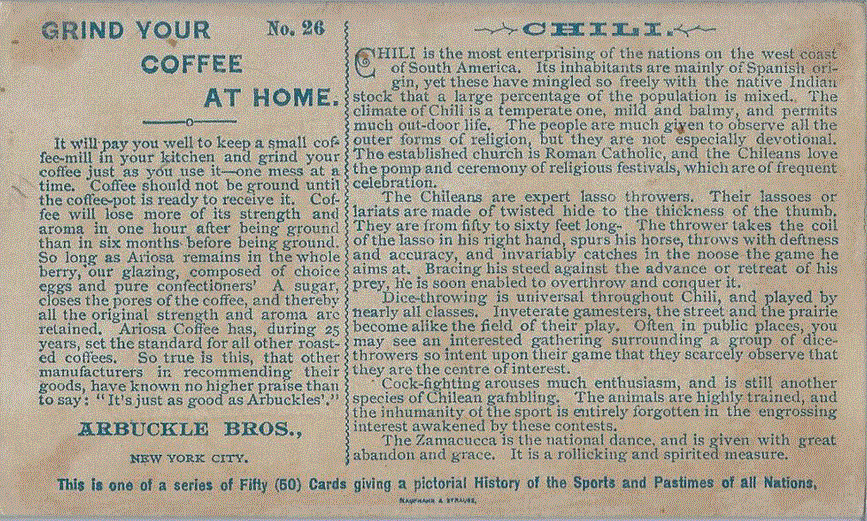 GRIND YOUR
COFFEE
AT HOME.
No. 26
It will pay you well to keep a small cof-
fee-mill in your kitchen and grind your
coffee just as you use it—one mess at a
time. Coffee should not be ground until
the coffee-pot is ready to receive it. Cof-
fee will lose more of its strength and
aroma in one hour after being ground
than in six months before being ground.
So long as Ariosa remains in the whole
berry, our glazing, composed of choice
eggs and pure confectioners' A sugar,
closes the pores of the coffee, and thereby
all the original strength and aroma are
retained. Ariosa Coffee has, during 25
years, set the standard for all other roast-
ed coffees. So true is this, that other
manufacturers in recommending their
goods, have known no higher praise than
to say: "It's just as good as Arbuckles'."
ARBUCKLE BROS.,
NEW YORK CITY.
CHILI.
CHILI is the most enterprising of the nations on the west coast
of South America. Its inhabitants are mainly of Spanish ori-
gin, yet these have mingled so freely with the native Indian
stock that a large percentage of the population is mixed. The
climate of Chili is a temperate one, mild and balmy, and permits
much out-door life. The people are much given to observe all the
outer forms of religion, but they are not especially devotional.
The established church is Roman Catholic, and the Chileans love
the pomp and ceremony of religious festivals, which are of frequent
celebration.
The Chileans are expert lasso throwers. Their lassoes or
lariats are made of twisted hide to the thickness of the thumb.
They are from fifty to sixty feet long- The thrower takes the coil
of the lasso in his right hand, spurs his horse, throws with deftness
and accuracy, and invariably catches in the noose the game he
aims at. Bracing his steed against the advance or retreat of his
prey, he is soon enabled to overthrow and conquer it.
Dice-throwing is universal throughout Chili, and played by
nearly all classes. Inveterate gamesters, the street and the prairie
become alike the field of their play. Often in public places, you
may see an interested gathering surrounding a group of dice-
throwers so intent upon their game that they scarcely observe that
they are the centre of interest.
Cock-fighting arouses much enthusiasm, and is still another
species of Chilean gambling. The animals are highly trained, and
the inhumanity of the sport is entirely forgotten in the engrossing
interest awakened by these contests.
The Zamacucca is the national dance, and is given with great
abandon and grace. It is a rollicking and spirited measure.
This is one of a series of Fifty (50) Cards giving a pictorial History of the Sports and Pastimes of all Nations,
KAUFMANN & STRAUSS,